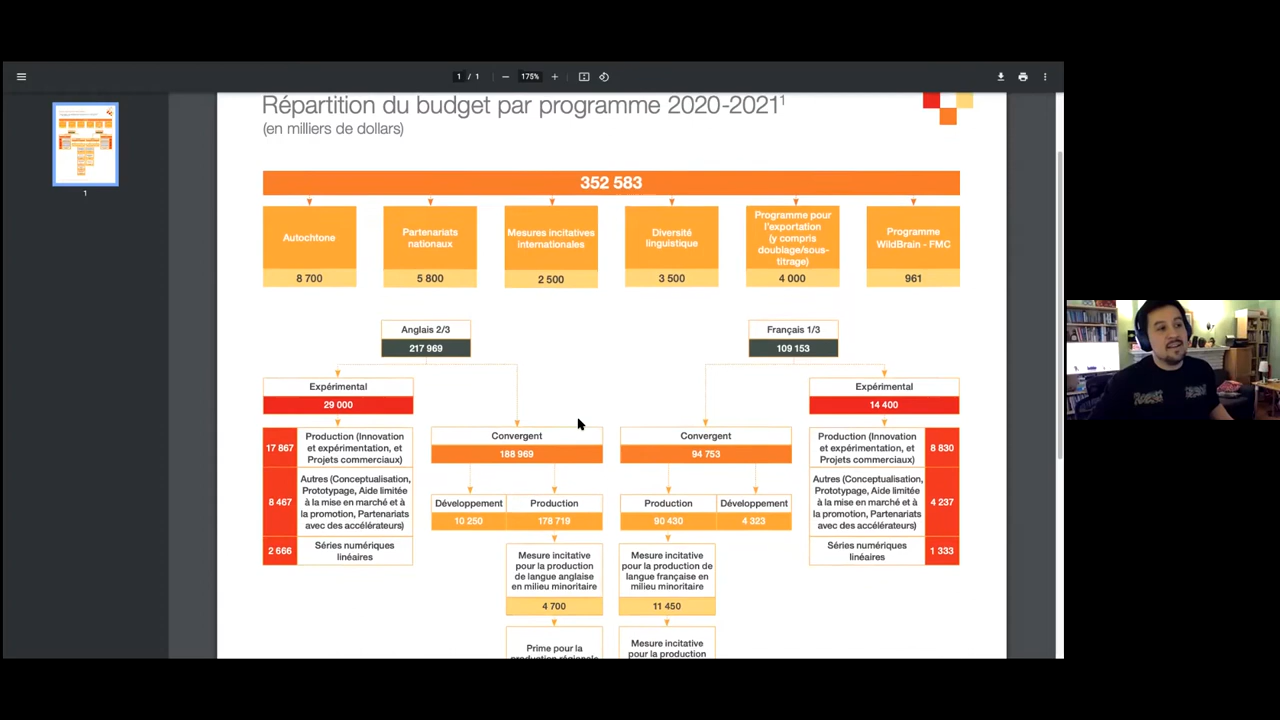 1 / 1
175%
1
Répartition du budget par programme 2020-2021¹
(en milliers de dollars)
352 583
Autochtone
8 700
Partenariats
nationaux
5 800
Mesures incitatives
internationales
2 500
Diversité
linguistique
3 500
Programme pour
l'exportation
(y compris
doublage/sous-
titrage)
4 000
Programme
WildBrain - FMC
961
Anglais 2/3
217 969
Français 1/3
109 153
Expérimental
29 000
17 867
Production (Innovation
et expérimentation, et
Projets commerciaux)
8 467
Autres (Conceptualisation,
Prototypage, Aide limitée
à la mise en marché et à
la promotion, Partenariats
avec des accélérateurs)
2 666
Séries numériques
linéaires
Convergent
188 969
Développement
10 250
Production
178 719
Mesure incitative
pour la production
de langue anglaise
en milieu minoritaire
4 700
Prime pour la
production régionale
Convergent
94 753
Production
90 430
Développement
4 323
Mesure incitative
pour la production de
langue française en
milieu minoritaire
11 450
Mesure incitative
pour la production
Expérimental
14 400
Production (Innovation
et expérimentation, et
Projets commerciaux)
8 830
Autres (Conceptualisation,
Prototypage, Aide limitée
à la mise en marché et à
la promotion, Partenariats
avec des accélérateurs)
4 237
Séries numériques
linéaires
1 333